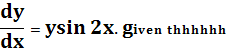 dy/dx = ysin 2x. given thhhhhh